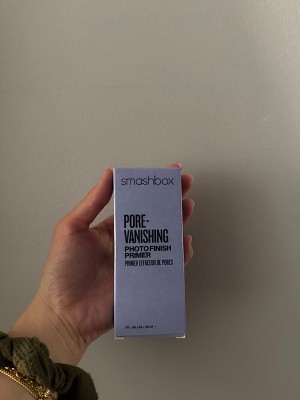 smashbox
PORE-
VANISHING
PHOTO FINISH
PRIMER
PRIMER EFFACEUR DE PORES